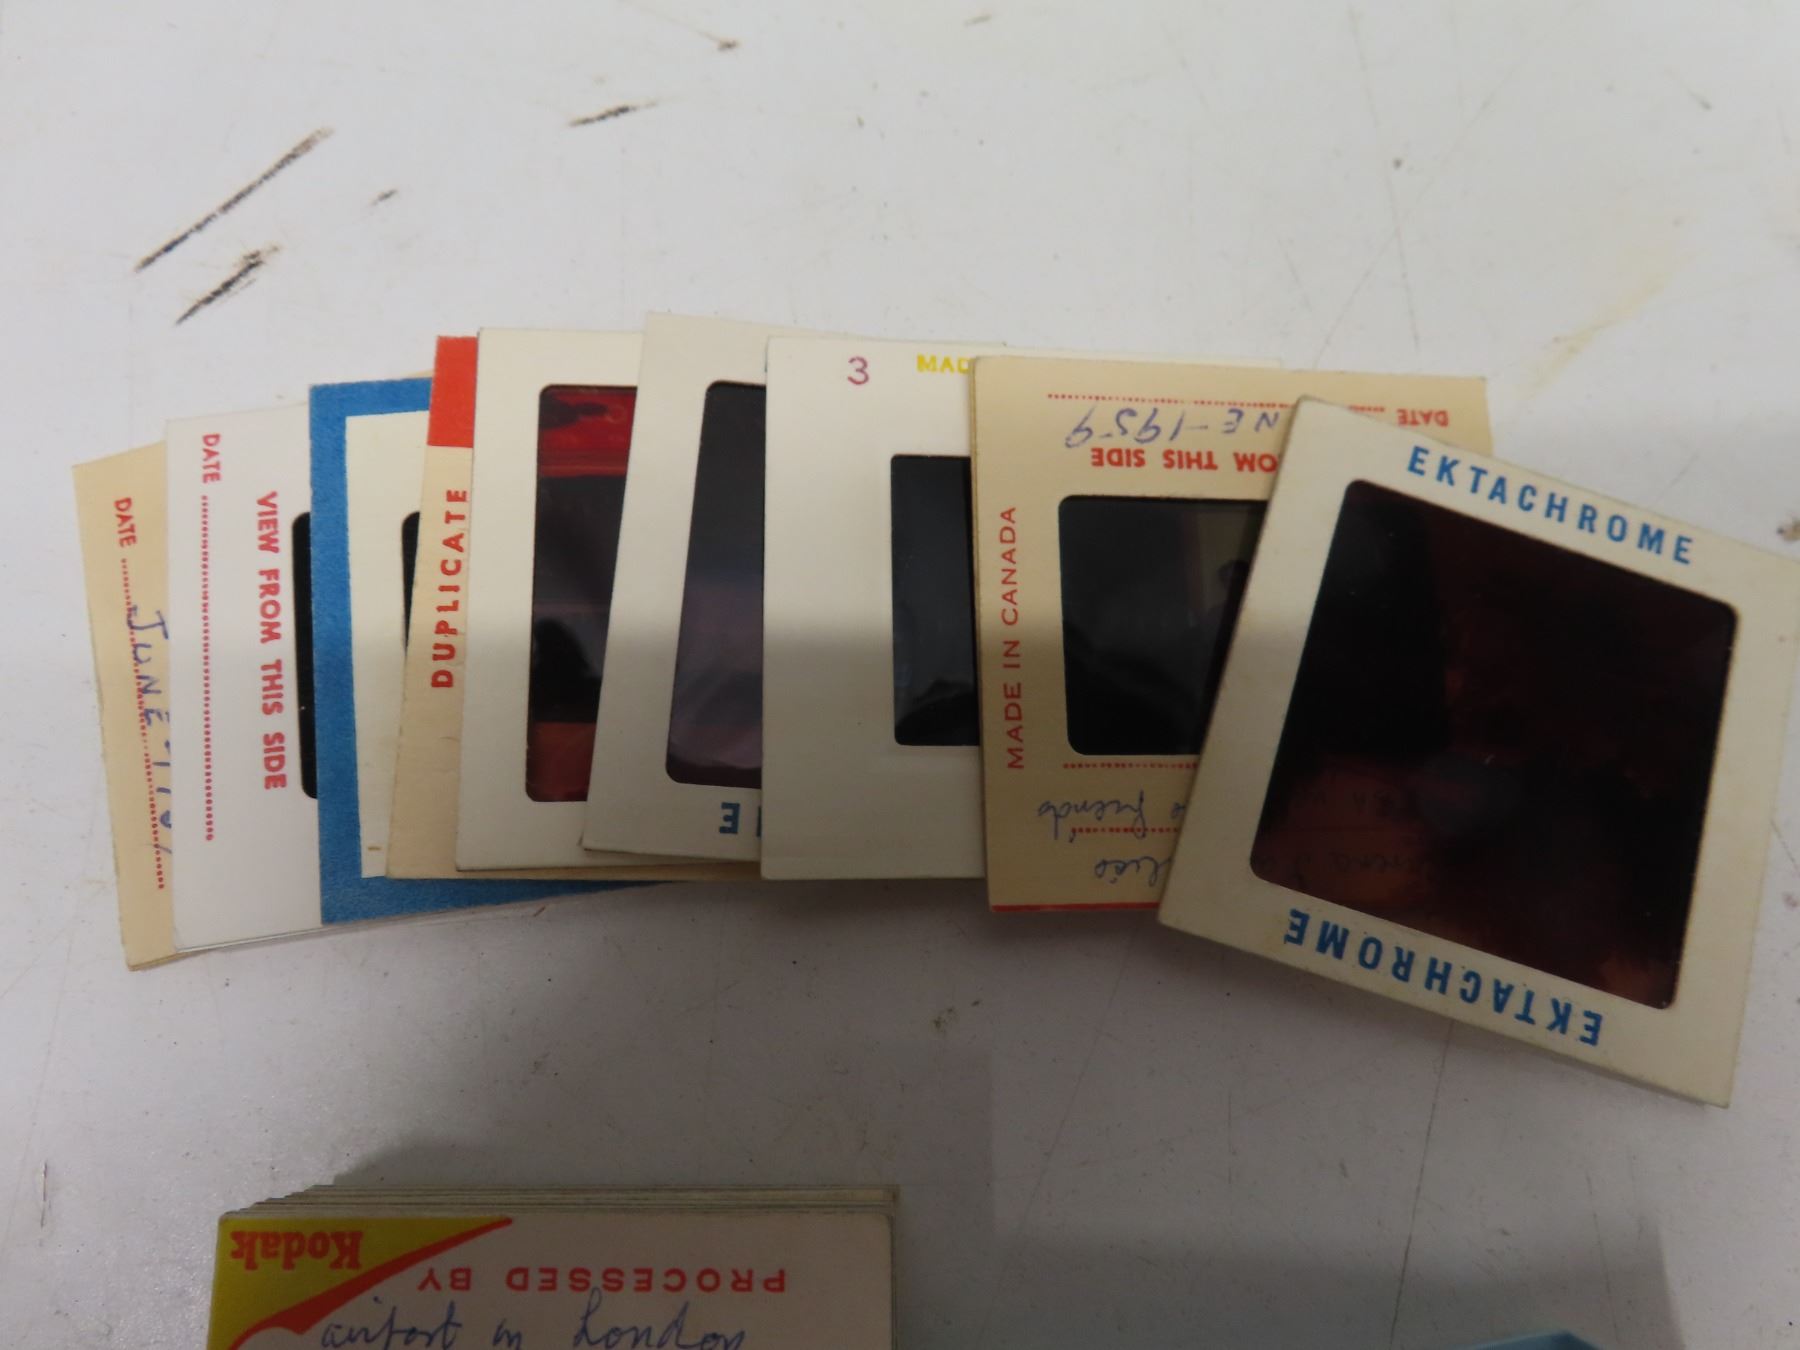 DATE
JUNE
DATE
VIEW FROM THIS SIDE
DUPLICATE
E
3
MAD
DATE
NE-1959
OM THIS SIDE
MADE IN CANADA
friends
EKTACHROME
EKTACHROME
Kodak
PROCESSED BY
airport in London